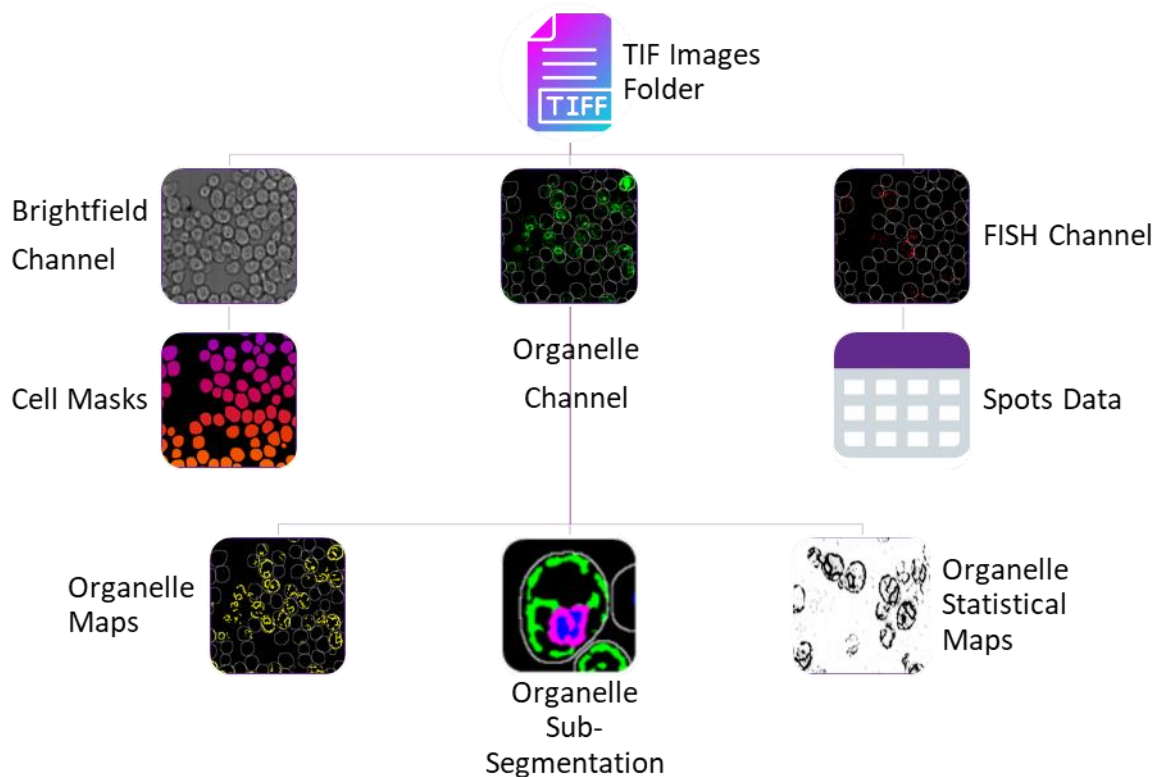 TIFF
TIF Images
Folder
Brightfield
Channel
Organelle
Channel
FISH Channel
Cell Masks
Spots Data
Organelle
Maps
Organelle
Sub-
Segmentation
Organelle
Statistical
Maps